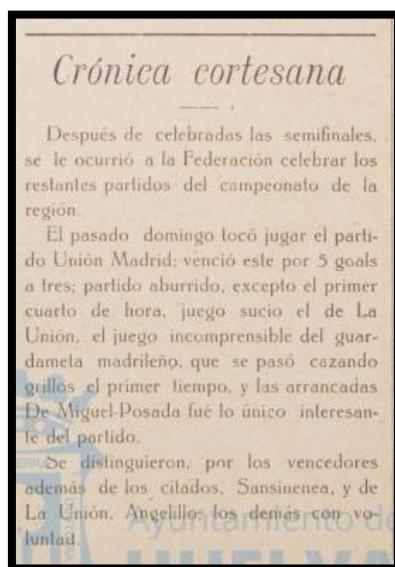 Crónica cortesana
Después de celebradas las semifinales,
se le ocurrió a la Federación celebrar los
restantes partidos del campeonato de la
región.
El pasado domingo tocó jugar el parti-
do Unión Madrid; venció este por 5 goals
a tres; partido aburrido, excepto el primer
cuarto de hora, juego sucio el de La
Unión, el juego incomprensible del guar-
dameta madrileño, que se pasó cazando
grillos el primer tiempo, y las arrancadas
De Miguel-Posada fué lo único interesan-
te del partido.
Se distinguieron, por los vencedores
además de los citados, Sansinenea, y de
La Unión, Angelillo; los demás con vo-
luntad.
Ayuntamiento de
HUELVA